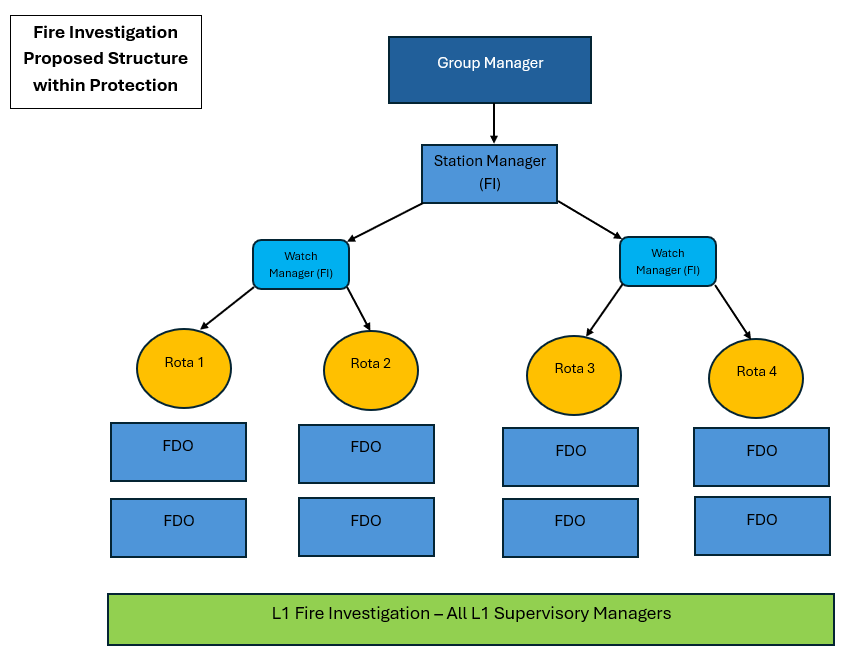 Fire Investigation
Proposed Structure
within Protection
Group Manager
Station Manager
(FI)
Watch
Manager (FI)
Watch
Manager (FI)
Rota 1
Rota 2
Rota 3
Rota 4
FDO
FDO
FDO
FDO
FDO
FDO
FDO
FDO
L1 Fire Investigation – All L1 Supervisory Managers